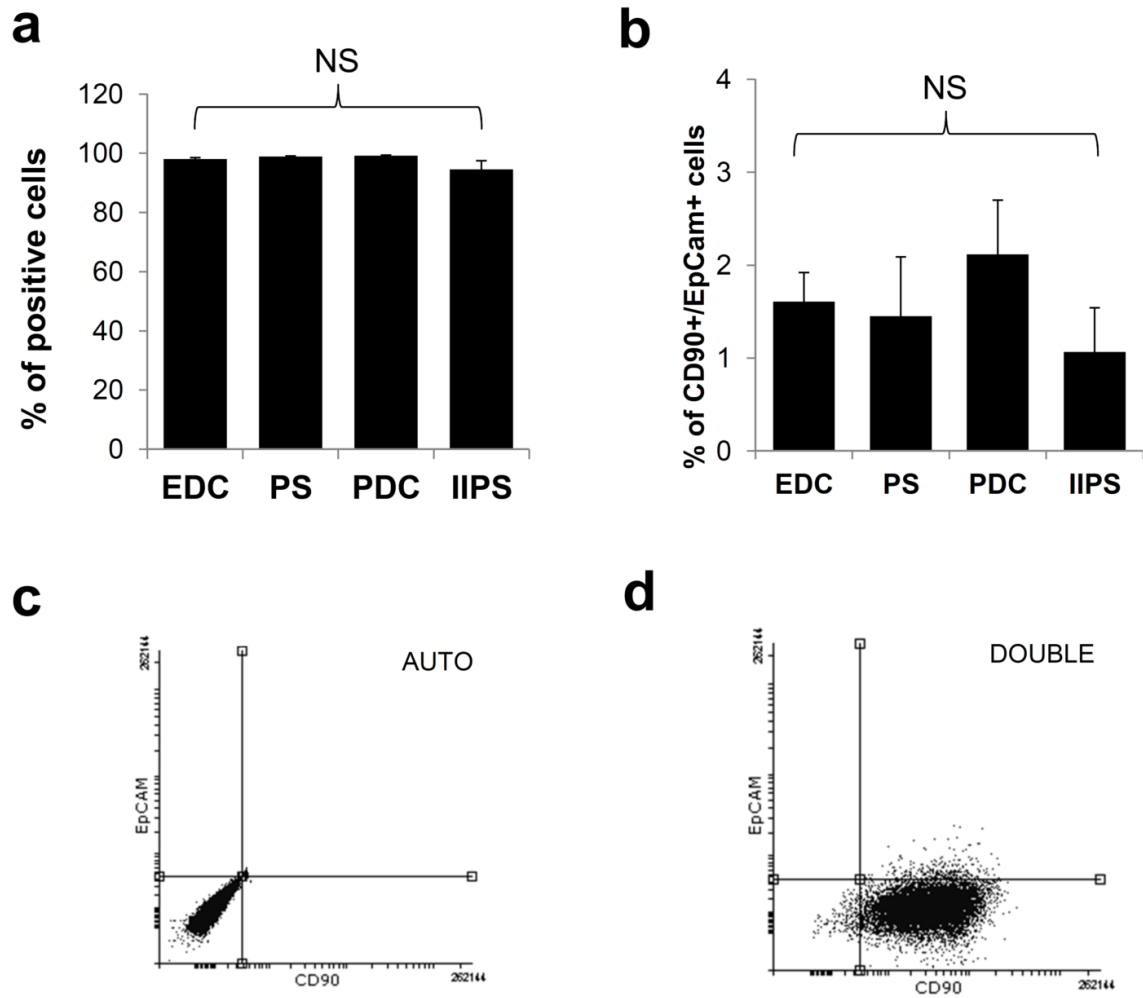 a
NS
% of positive cells
120
100
80
60
40
20
0
EDC PS PDC IIPS
b
NS
% of CD90+/EpCam+ cells
4
3
2
1
0
EDC PS PDC IIPS
c
AUTO
262144
EpCAM
CD90
262144
d
DOUBLE
262144
EpCAM
CD90
262144